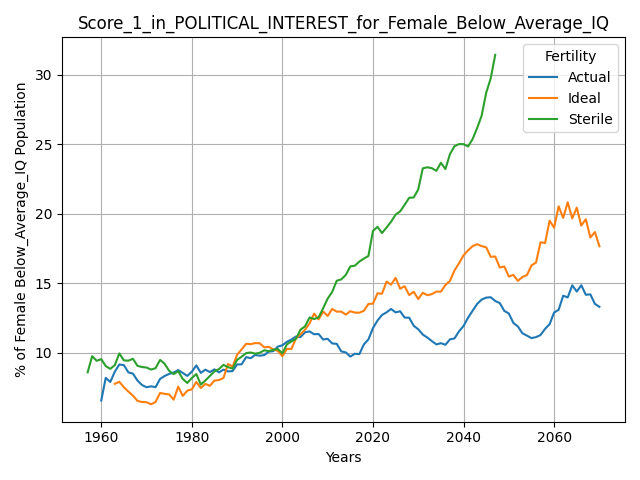 Score_1_in_POLITICAL_INTEREST_for_Female_Below_Average_IQ
% of Female Below_Average_IQ Population
30
25
20
15
10
1960 1980 2000 2020 2040 2060
Years
Fertility
Actual
Ideal
Sterile